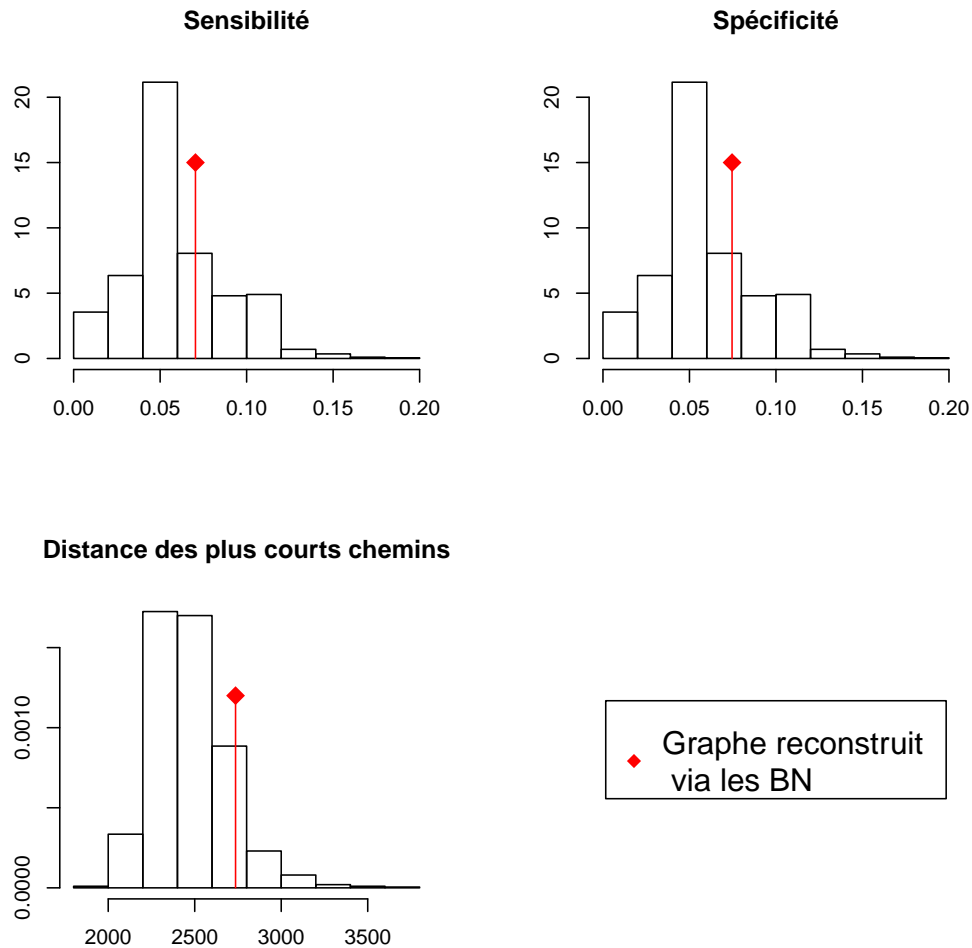 Sensibilité
Spécificité
20
15
10
5
0
0.00 0.05 0.10 0.15 0.20
20
15
10
5
0
0.00 0.05 0.10 0.15 0.20
Distance des plus courts chemins
0.0010
0.0000
2000 2500 3000 3500
Graphe reconstruit
via les BN